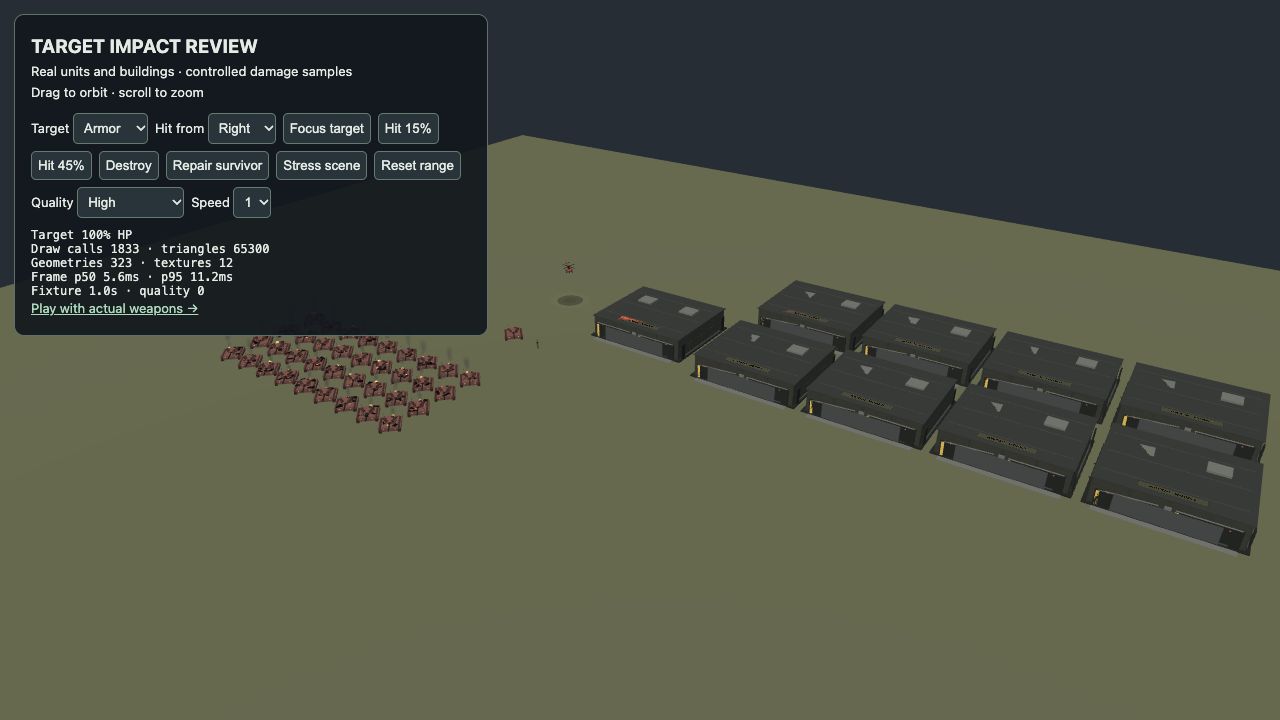 TARGET IMPACT REVIEW
Real units and buildings · controlled damage samples
Drag to orbit · scroll to zoom
Target Armor Hit from Right Focus target Hit 15%
Hit 45% Destroy Repair survivor Stress scene Reset range
Quality High Speed 1
Target 100% HP
Draw calls 1833 · triangles 65300
Geometries 323 · textures 12
Frame p50 5.6ms · p95 11.2ms
Fixture 1.0s · quality 0
Play with actual weapons →